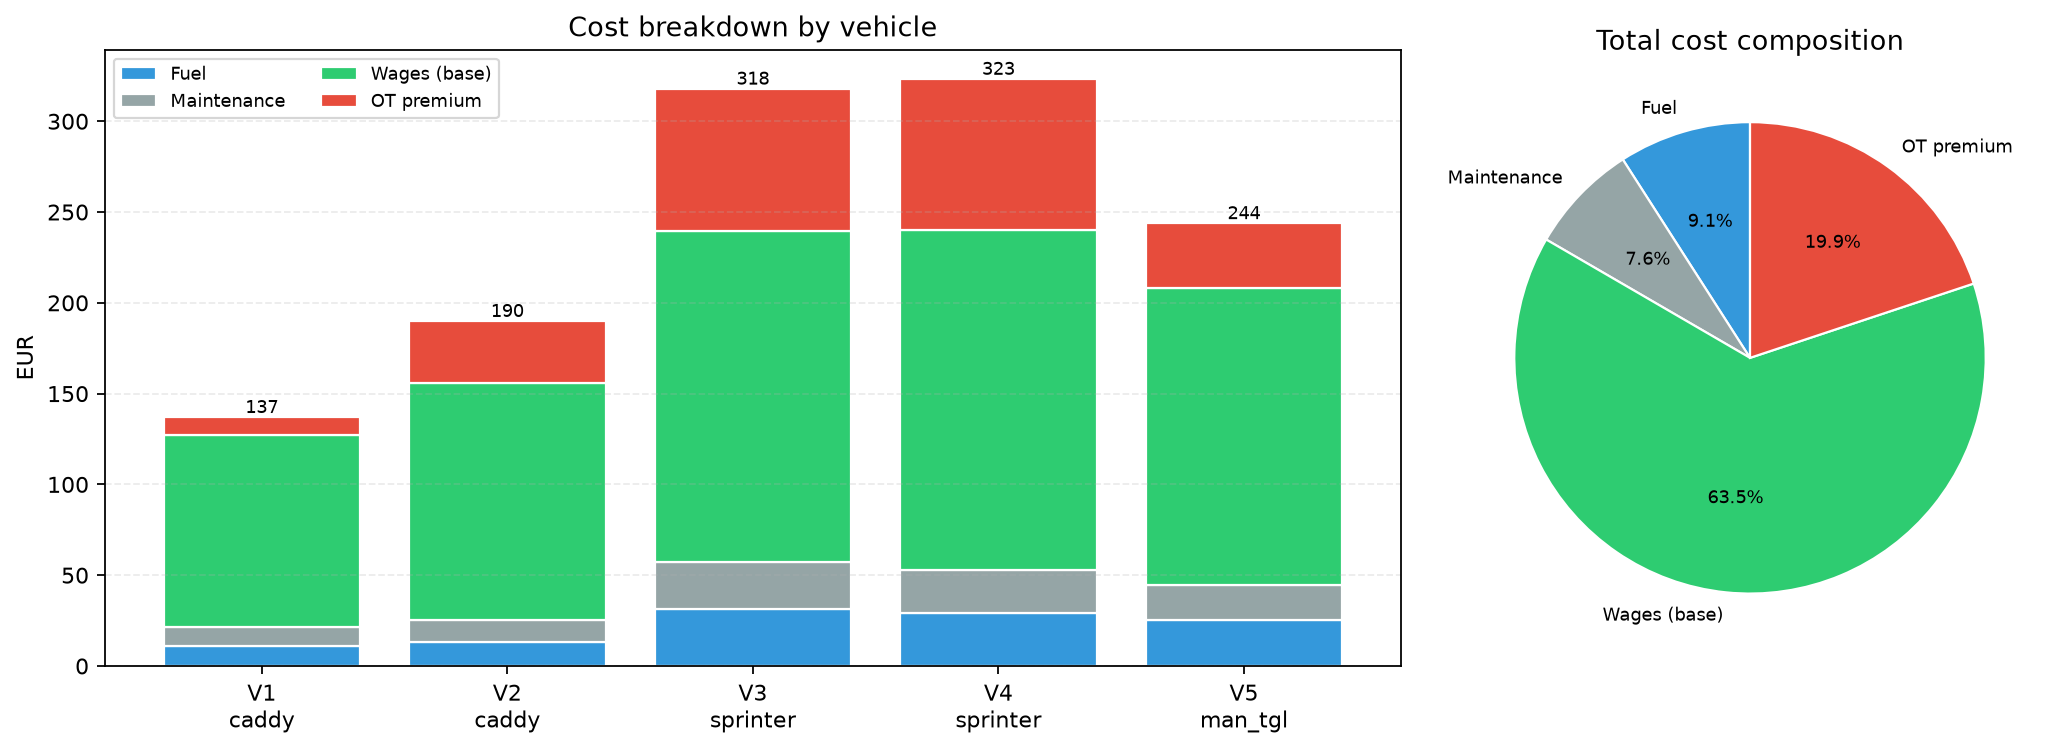 Cost breakdown by vehicle
Fuel
Maintenance
Wages (base)
OT premium
EUR
300
250
200
150
100
50
0
137
190
318
323
244
V1
caddy
V2
caddy
V3
sprinter
V4
sprinter
V5
man_tgl
Total cost composition
Fuel
9.1%
Maintenance
7.6%
Wages (base)
63.5%
OT premium
19.9%